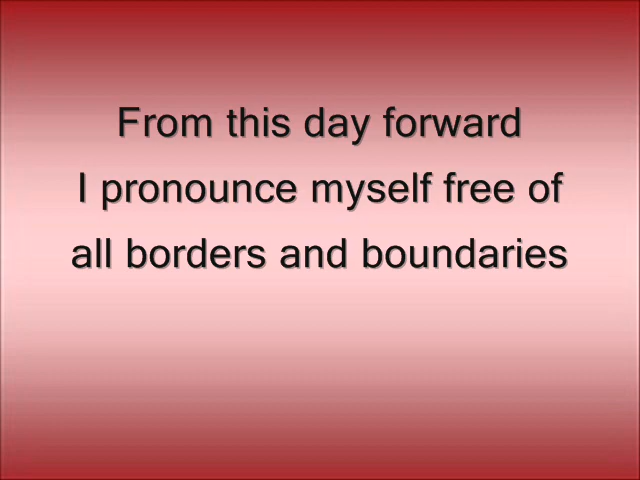 From this day forward
I pronounce myself free of
all borders and boundaries